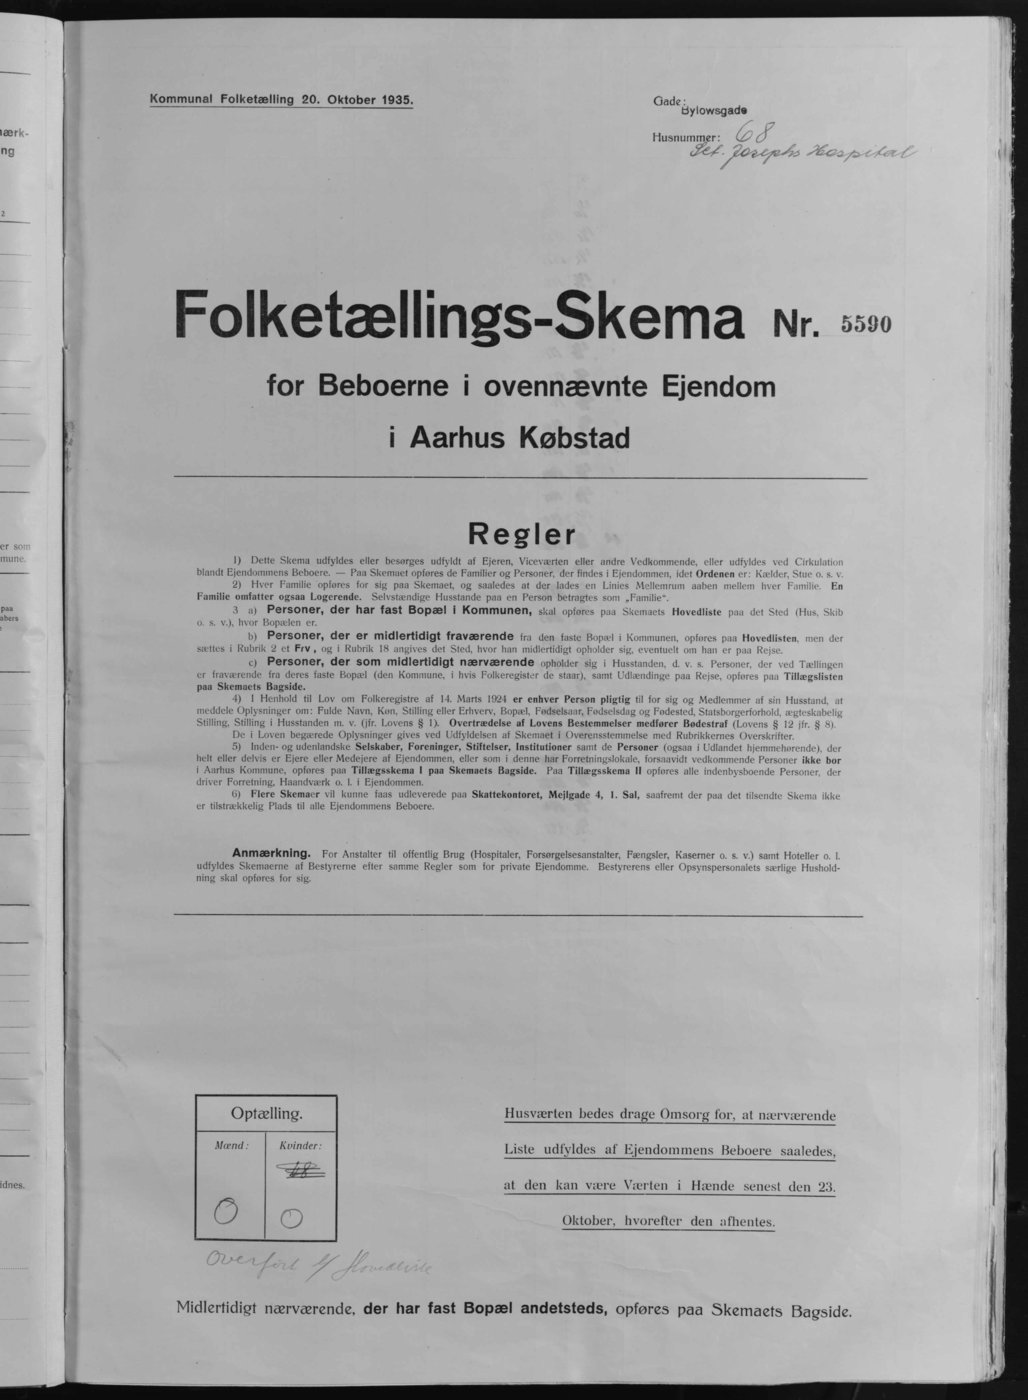 Kommunal Folketælling 20. Oktober 1935.
Gade:
Bylowsgade
Husnummer: 68
Sct. Josephs Hospital
Folketællings-Skema Nr. 5590
for Beboerne i ovennævnte Ejendom
i Aarhus Købstad
Regler
1) Dette Skema udfyldes eller besørges udfyldt af Ejeren, Viceværten eller andre Vedkommende, eller udfyldes ved Cirkulation
blandt Ejendommens Beboere. — Paa Skemaet opføres de Familier og Personer, der findes i Ejendommen, idet Ordenen er: Kælder, Stue o. s. v.
2) Hver Familie opføres for sig paa Skemaet, og saaledes at der lades en Linies Mellemrum aaben mellem hver Familie. En
Familie omfatter ogsaa Logerende. Selvstændige Husstande paa en Person betragtes som „Familie“.
3 a) Personer, der har fast Bopæl i Kommunen, skal opføres paa Skemaets Hovedliste paa det Sted (Hus, Skib
o. s. v.), hvor Bopælen er.
b) Personer, der er midlertidigt fraværende fra den faste Bopæl i Kommunen, opføres paa Hovedlisten, men der
sættes i Rubrik 2 et Frv, og i Rubrik 18 angives det Sted, hvor han midlertidigt opholder sig, eventuelt om han er paa Rejse.
c) Personer, der som midlertidigt nærværende opholder sig i Husstanden, d. v. s. Personer, der ved Tællingen
er fraværende fra deres faste Bopæl (den Kommune, i hvis Folkeregister de staar), samt Udlændinge paa Rejse, opføres paa Tillægslisten
paa Skemaets Bagside.
4) I Henhold til Lov om Folkeregistre af 14. Marts 1924 er enhver Person pligtig til for sig og Medlemmer af sin Husstand, at
meddele Oplysninger om: Fulde Navn, Køn, Stilling eller Erhverv, Bopæl, Fødselsaar, Fødselsdag og Fødested, Statsborgerforhold, ægteskabelig
Stilling, Stilling i Husstanden m. v. (jfr. Lovens § 1). Overtrædelse af Lovens Bestemmelser medfører Bødestraf (Lovens § 12 jfr. § 8).
De i Loven begærede Oplysninger gives ved Udfyldelsen af Skemaet i Overensstemmelse med Rubrikkernes Overskrifter.
5) Inden- og udenlandske Selskaber, Foreninger, Stiftelser, Institutioner samt de Personer (ogsaa i Udlandet hjemmehørende), der
helt eller delvis er Ejere eller Medejere af Ejendommen, eller som i denne har Forretningslokale, forsaavidt vedkommende Personer ikke bor
i Aarhus Kommune, opføres paa Tillægsskema I paa Skemaets Bagside. Paa Tillægsskema II opføres alle indenbysboende Personer, der
driver Forretning, Haandværk o. l. i Ejendommen.
6) Flere Skemaer vil kunne faas udleverede paa Skattekontoret, Mejlgade 4, 1. Sal, saafremt der paa det tilsendte Skema ikke
er tilstrækkelig Plads til alle Ejendommens Beboere.
Anmærkning. For Anstalter til offentlig Brug (Hospitaler, Forsørgelsesanstalter, Fængsler, Kaserner o. s. v.) samt Hoteller o. l.
udfyldes Skemaerne af Bestyrerne efter samme Regler som for private Ejendomme. Bestyrerens eller Opsynspersonalets særlige Hushold-
ning skal opføres for sig.
Optælling.
Mænd: Kvinder:
0 0
Husværten bedes drage Omsorg for, at nærværende
Liste udfyldes af Ejendommens Beboere saaledes,
at den kan være Værten i Hænde senest den 23.
Oktober, hvorefter den afhentes.
Overført
Midlertidigt nærværende, der har fast Bopæl andetsteds, opføres paa Skemaets Bagside.